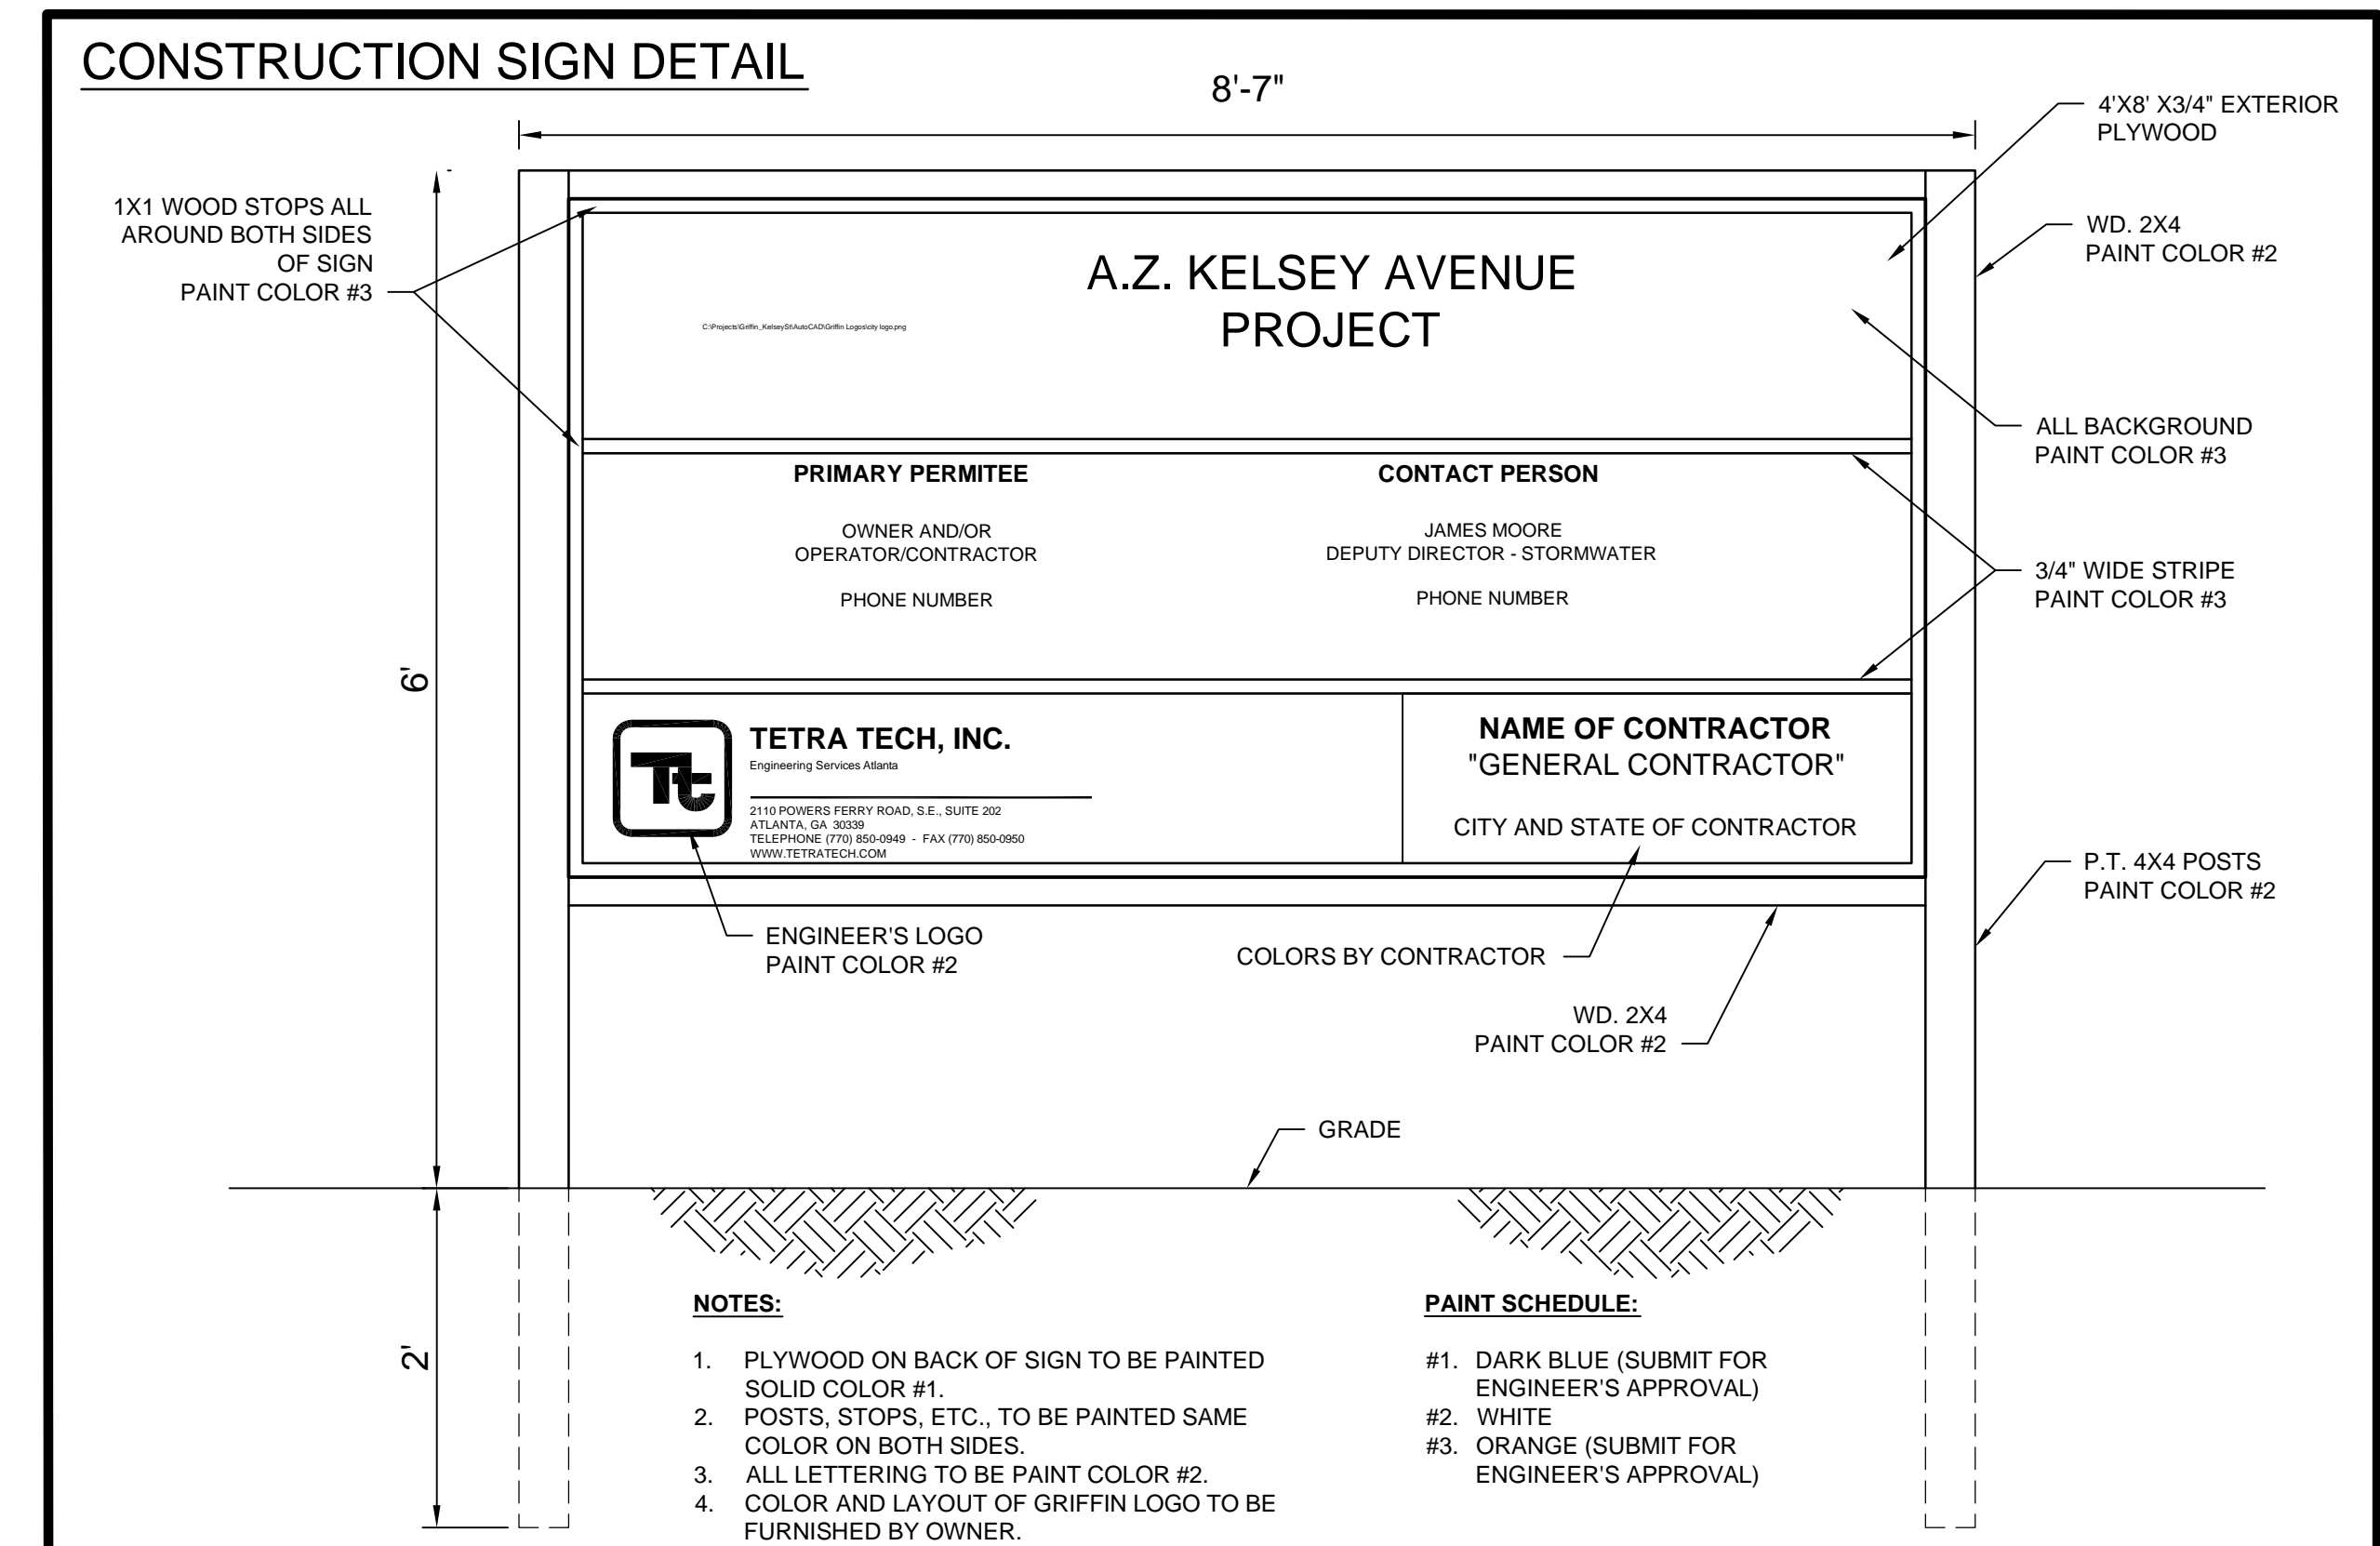 CONSTRUCTION SIGN DETAIL
8'-7"
4'X8' X3/4" EXTERIOR
PLYWOOD
1X1 WOOD STOPS ALL
AROUND BOTH SIDES
OF SIGN
PAINT COLOR #3
WD. 2X4
PAINT COLOR #2
A.Z. KELSEY AVENUE
PROJECT
C:\Projects\Griffin_KelseySt\AutoCAD\Griffin Logos\city logo.png
ALL BACKGROUND
PAINT COLOR #3
PRIMARY PERMITEE
OWNER AND/OR
OPERATOR/CONTRACTOR
PHONE NUMBER
CONTACT PERSON
JAMES MOORE
DEPUTY DIRECTOR - STORMWATER
PHONE NUMBER
3/4" WIDE STRIPE
PAINT COLOR #3
6'
Tt
TETRA TECH, INC.
Engineering Services Atlanta
2110 POWERS FERRY ROAD, S.E., SUITE 202
ATLANTA, GA 30339
TELEPHONE (770) 850-0949 - FAX (770) 850-0950
WWW.TETRATECH.COM
NAME OF CONTRACTOR
"GENERAL CONTRACTOR"
CITY AND STATE OF CONTRACTOR
P.T. 4X4 POSTS
PAINT COLOR #2
ENGINEER'S LOGO
PAINT COLOR #2
COLORS BY CONTRACTOR
WD. 2X4
PAINT COLOR #2
GRADE
2'
NOTES:
1. PLYWOOD ON BACK OF SIGN TO BE PAINTED
SOLID COLOR #1.
2. POSTS, STOPS, ETC., TO BE PAINTED SAME
COLOR ON BOTH SIDES.
3. ALL LETTERING TO BE PAINT COLOR #2.
4. COLOR AND LAYOUT OF GRIFFIN LOGO TO BE
FURNISHED BY OWNER.
PAINT SCHEDULE:
#1. DARK BLUE (SUBMIT FOR
ENGINEER'S APPROVAL)
#2. WHITE
#3. ORANGE (SUBMIT FOR
ENGINEER'S APPROVAL)